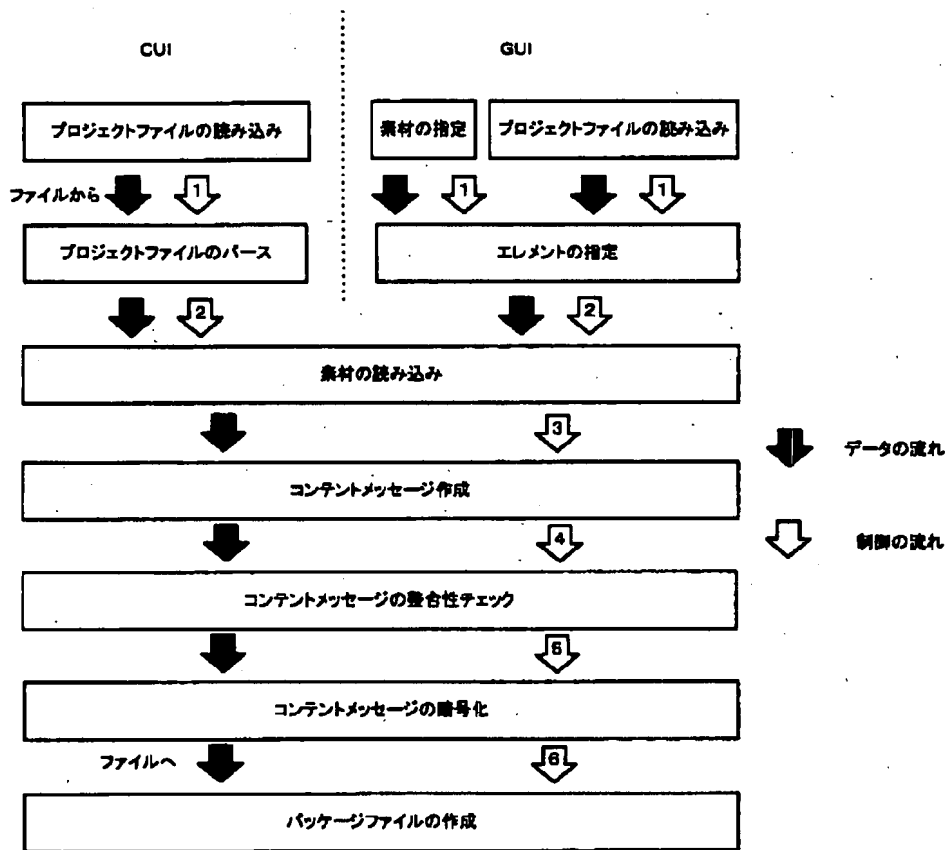 CUI
GUI
プロジェクトファイルの読み込み
素材の指定
プロジェクトファイルの読み込み
ファイルから
1
1
1
プロジェクトファイルのパース
エレメントの指定
2
2
素材の読み込み
3
データの流れ
コンテントメッセージ作成
4
制御の流れ
コンテントメッセージの整合性チェック
5
コンテントメッセージの暗号化
ファイルへ
6
パッケージファイルの作成